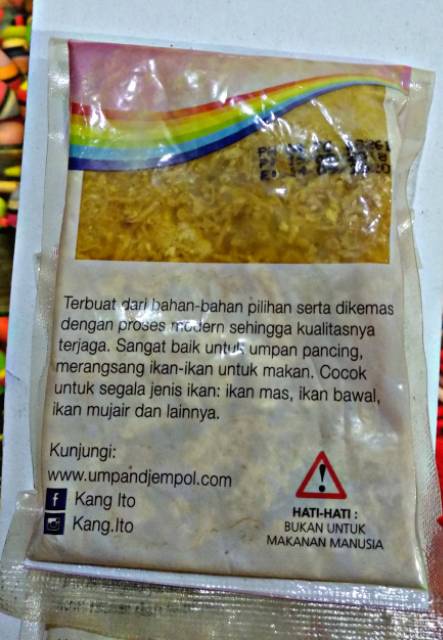 Terbuat dari bahan-bahan pilihan serta dikemas
dengan proses modern sehingga kualitasnya
terjaga. Sangat baik untuk umpan pancing,
merangsang ikan-ikan untuk makan. Cocok
untuk segala jenis ikan: ikan mas, ikan bawal,
ikan mujair dan lainnya.
Kunjungi:
www.umpandjempol.com
Kang Ito
Kang.Ito
HATI-HATI :
BUKAN UNTUK
MAKANAN MANUSIA